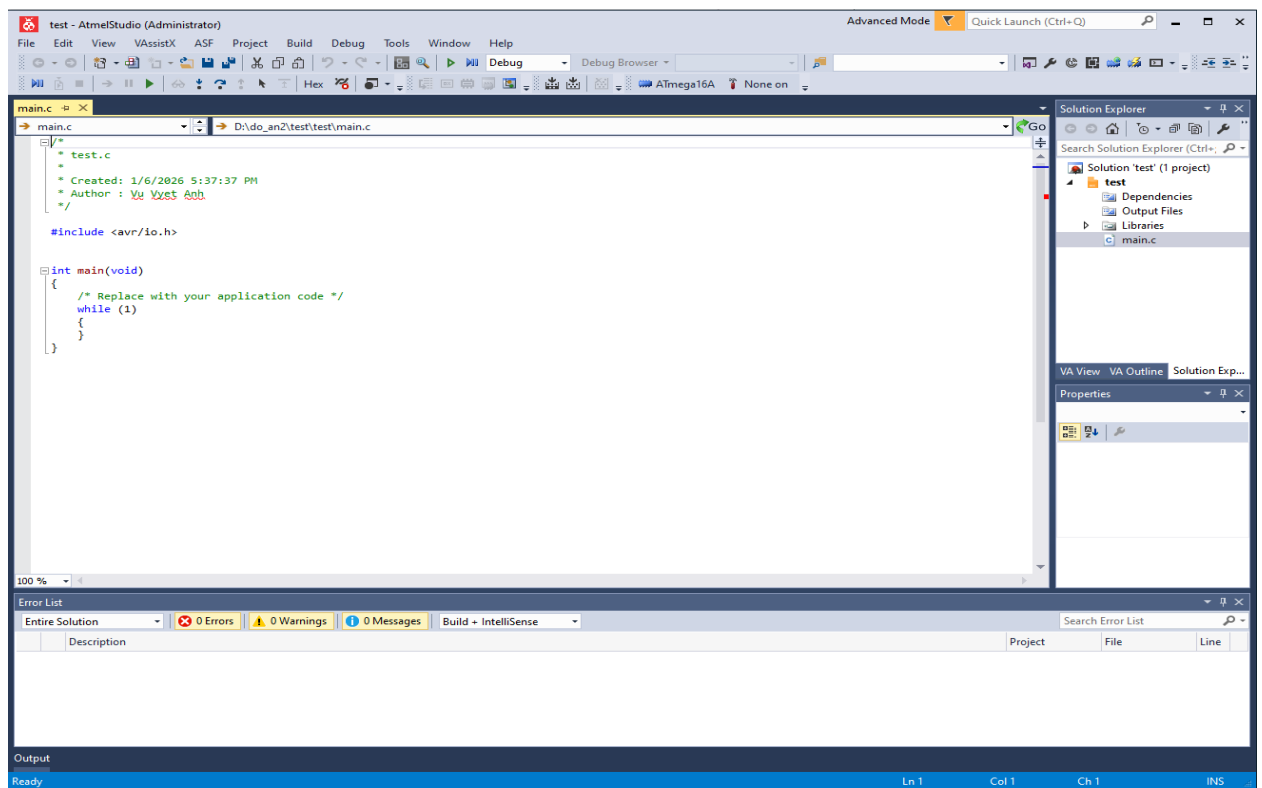 test - AtmelStudio (Administrator)
Advanced Mode
Quick Launch (Ctrl+Q)
File Edit View VAssistX ASF Project Build Debug Tools Window Help
Debug
Debug Browser
Hex
ATmega16A
None on
main.c
main.c
D:\do_an2\test\test\main.c
Go
/*
* test.c
*
* Created: 1/6/2026 5:37:37 PM
* Author : Vu Vyet Anh
*/
#include <avr/io.h>
int main(void)
{
/* Replace with your application code */
while (1)
{
}
}
100 %
Solution Explorer
Search Solution Explorer (Ctrl+;
Solution 'test' (1 project)
test
Dependencies
Output Files
Libraries
main.c
VA View VA Outline Solution Exp...
Properties
Error List
Entire Solution
0 Errors
0 Warnings
0 Messages
Build + IntelliSense
Search Error List
Description Project File Line
Output
Ready Ln 1 Col 1 Ch 1 INS